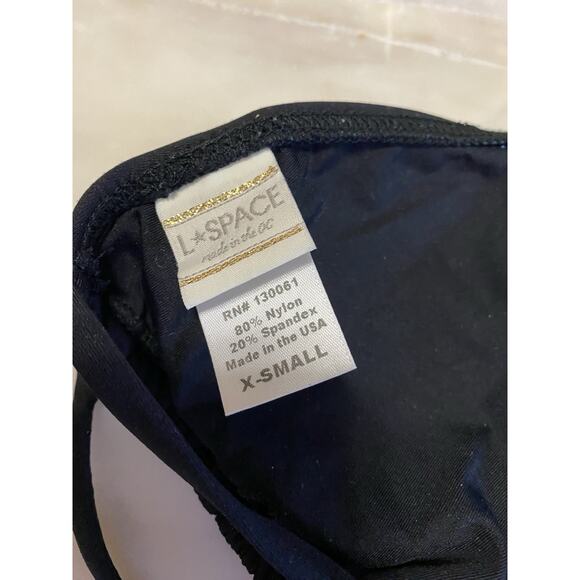 L★SPACE
made in the OC
RN# 130061
80% Nylon
20% Spandex
Made in the USA
X-SMALL